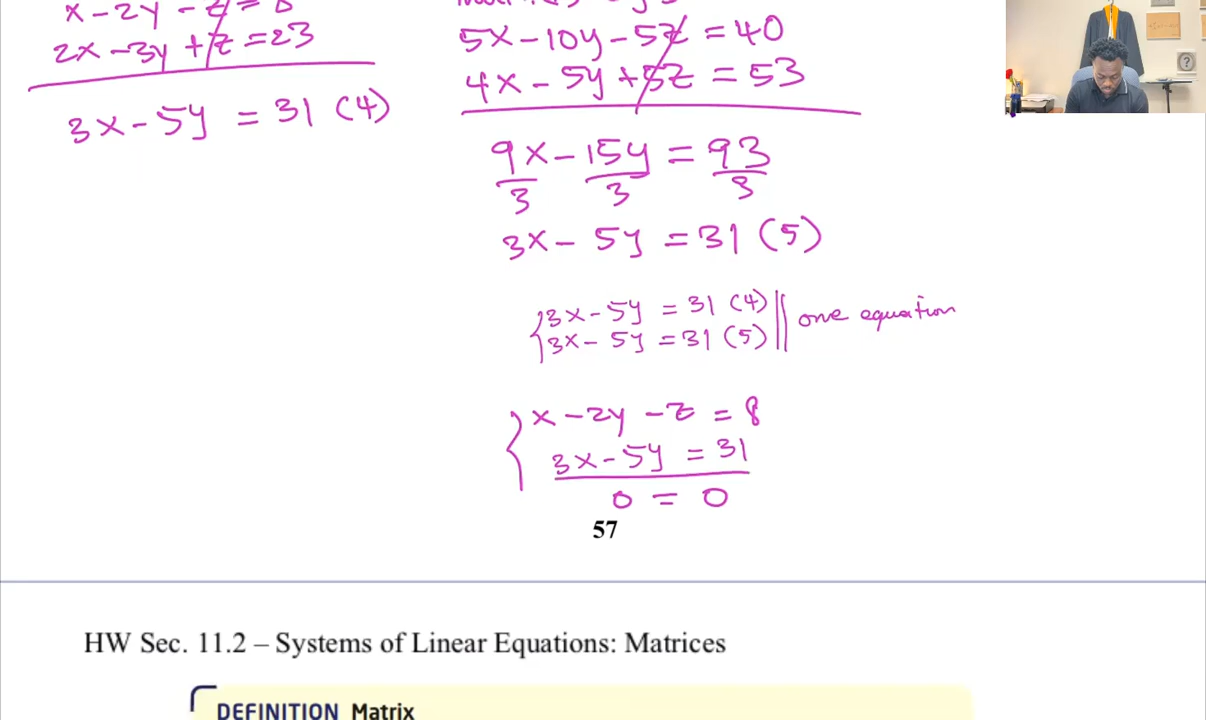 x - 2y - z = 8
2x - 3y + z = 23
3x - 5y = 31 (4)
5x - 10y - 5z = 40
4x - 5y + 5z = 53
9x - 15y = 93
3 3 3
3x - 5y = 31 (5)
3x - 5y = 31 (4)
3x - 5y = 31 (5)
one equation
x - 2y - z = 8
3x - 5y = 31
0 = 0
57
HW Sec. 11.2 – Systems of Linear Equations: Matrices
DEFINITION Matrix